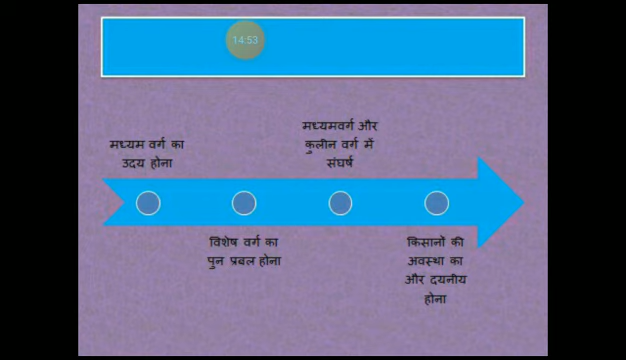 14:53
मध्यम वर्ग का
उदय होना
विशेष वर्ग का
पुन प्रबल होना
मध्यमवर्ग और
कुलीन वर्ग में
संघर्ष
किसानों की
अवस्था का
और दयनीय
होना